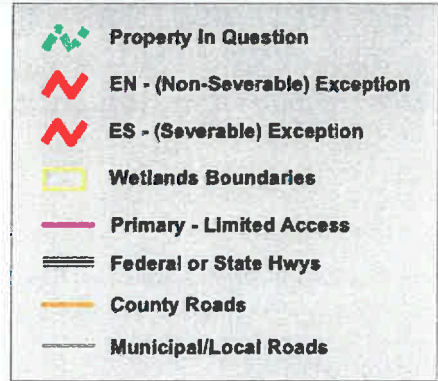 Property In Question
EN - (Non-Severable) Exception
ES - (Severable) Exception
Wetlands Boundaries
Primary - Limited Access
Federal or State Hwys
County Roads
Municipal/Local Roads